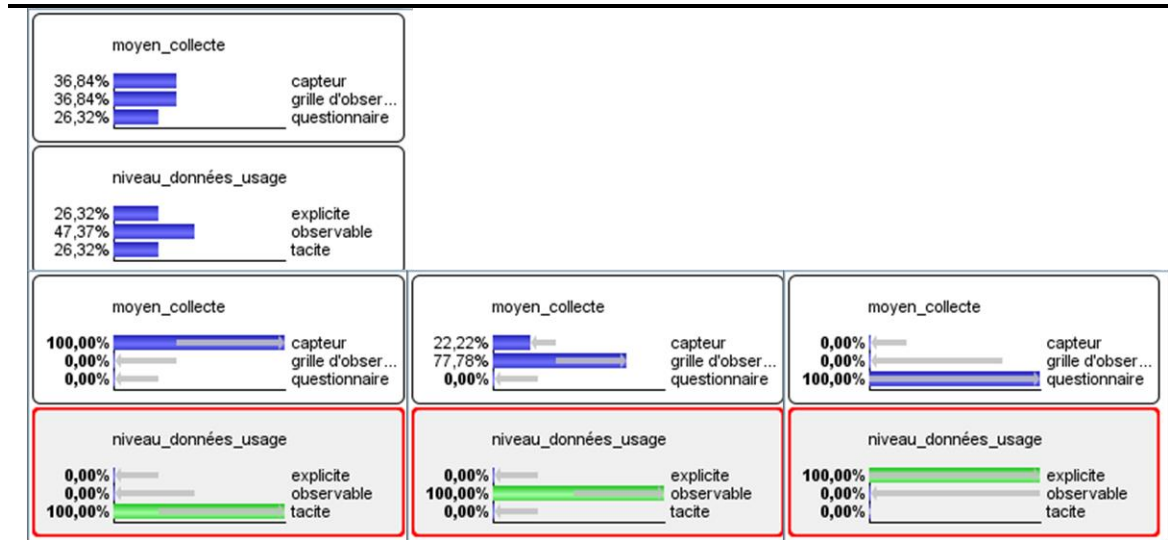 moyen_collecte
36,84% capteur
36,84% grille d'obser...
26,32% questionnaire
niveau_données_usage
26,32% explicite
47,37% observable
26,32% tacite
moyen_collecte
100,00% capteur
0,00% grille d'obser...
0,00% questionnaire
niveau_données_usage
0,00% explicite
0,00% observable
100,00% tacite
moyen_collecte
22,22% capteur
77,78% grille d'obser...
0,00% questionnaire
niveau_données_usage
0,00% explicite
100,00% observable
0,00% tacite
moyen_collecte
0,00% capteur
0,00% grille d'obser...
100,00% questionnaire
niveau_données_usage
100,00% explicite
0,00% observable
0,00% tacite